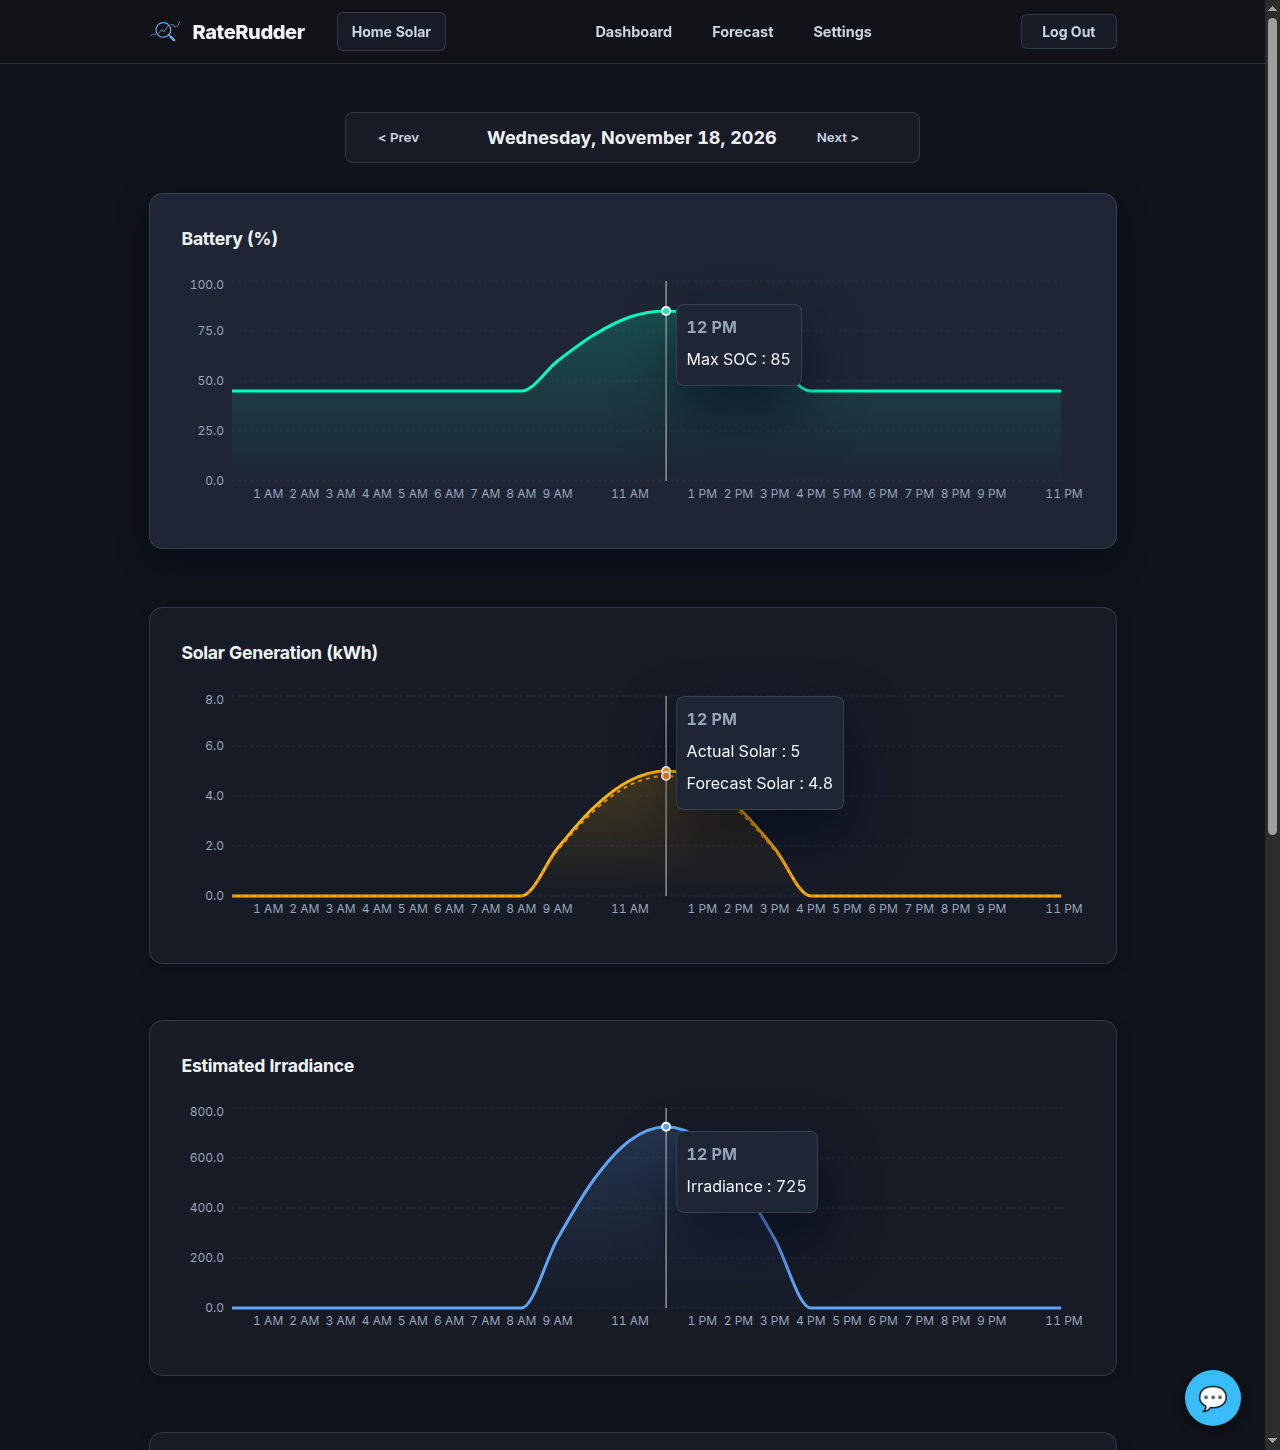 RateRudder
Home Solar
Dashboard
Forecast
Settings
Log Out
< Prev
Wednesday, November 18, 2026
Next >
Battery (%)
100.0
75.0
50.0
25.0
0.0
12 PM
Max SOC : 85
1 AM 2 AM 3 AM 4 AM 5 AM 6 AM 7 AM 8 AM 9 AM 11 AM 1 PM 2 PM 3 PM 4 PM 5 PM 6 PM 7 PM 8 PM 9 PM 11 PM
Solar Generation (kWh)
8.0
6.0
4.0
2.0
0.0
12 PM
Actual Solar : 5
Forecast Solar : 4.8
1 AM 2 AM 3 AM 4 AM 5 AM 6 AM 7 AM 8 AM 9 AM 11 AM 1 PM 2 PM 3 PM 4 PM 5 PM 6 PM 7 PM 8 PM 9 PM 11 PM
Estimated Irradiance
800.0
600.0
400.0
200.0
0.0
12 PM
Irradiance : 725
1 AM 2 AM 3 AM 4 AM 5 AM 6 AM 7 AM 8 AM 9 AM 11 AM 1 PM 2 PM 3 PM 4 PM 5 PM 6 PM 7 PM 8 PM 9 PM 11 PM